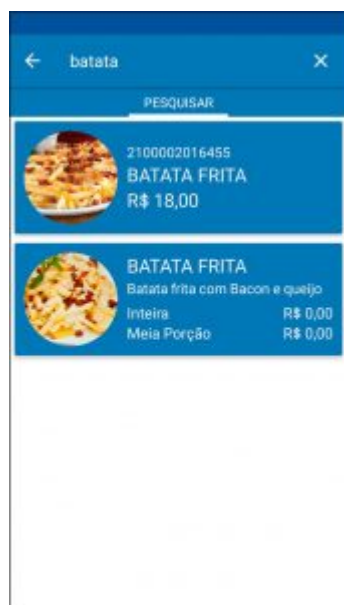 batata
PESQUISAR
2100002016455
BATATA FRITA
R$ 18,00
BATATA FRITA
Batata frita com Bacon e queijo
Inteira R$ 0,00
Meia Porção R$ 0,00